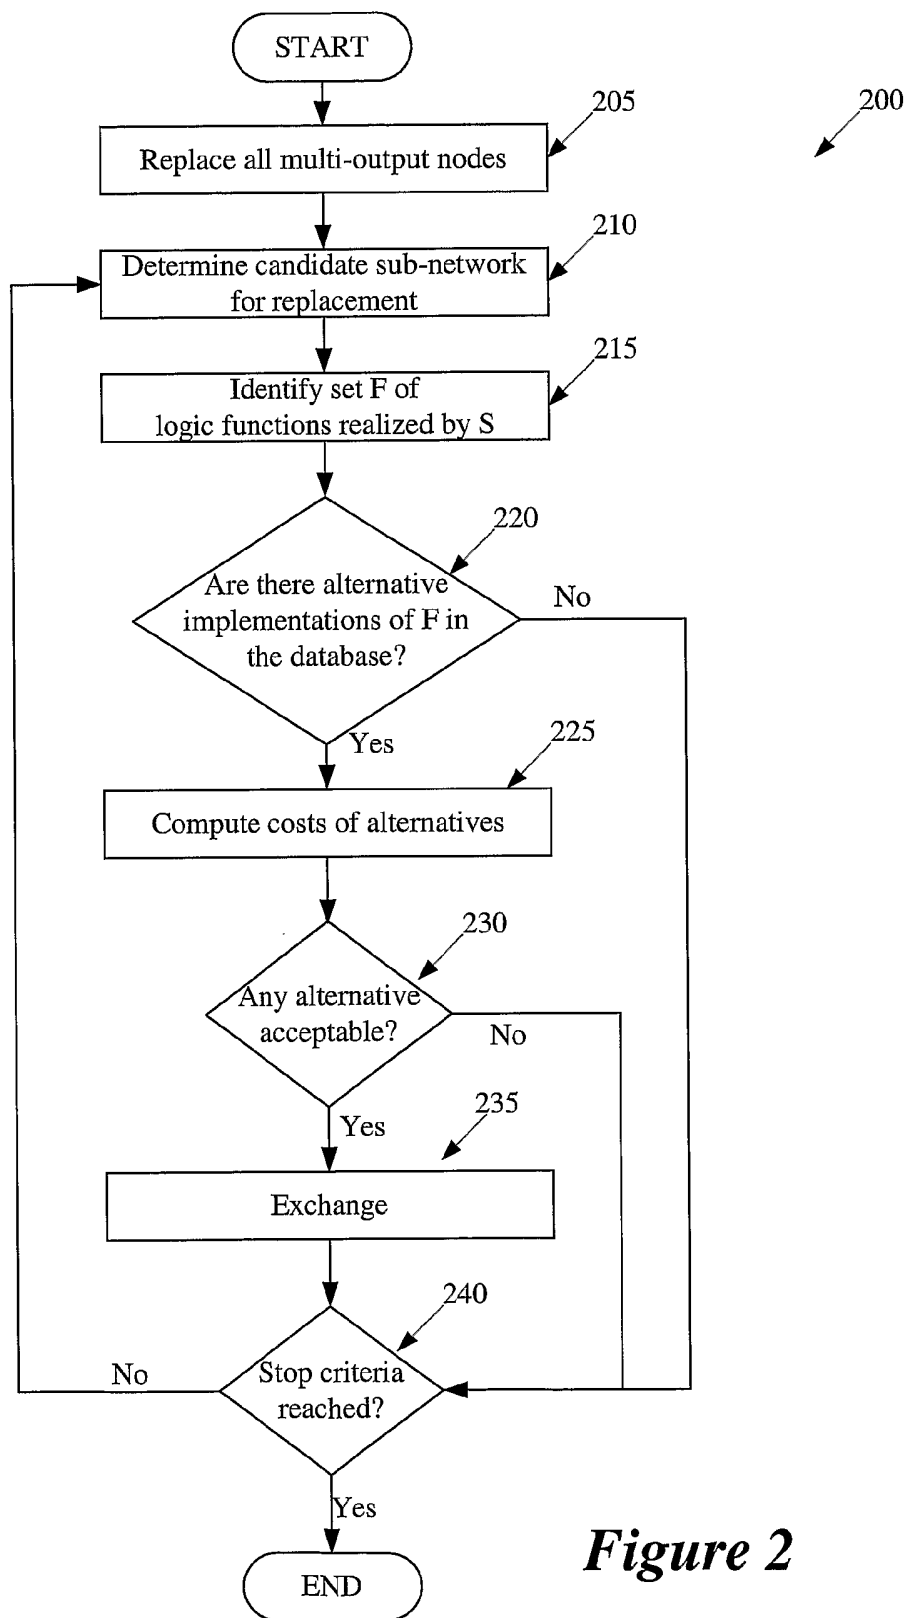 START
205
200
Replace all multi-output nodes
210
Determine candidate sub-network
for replacement
215
Identify set F of
logic functions realized by S
220
Are there alternative
implementations of F in
the database?
No
Yes
225
Compute costs of alternatives
230
Any alternative
acceptable?
No
Yes
235
Exchange
240
Stop criteria
reached?
No
Yes
END
Figure 2